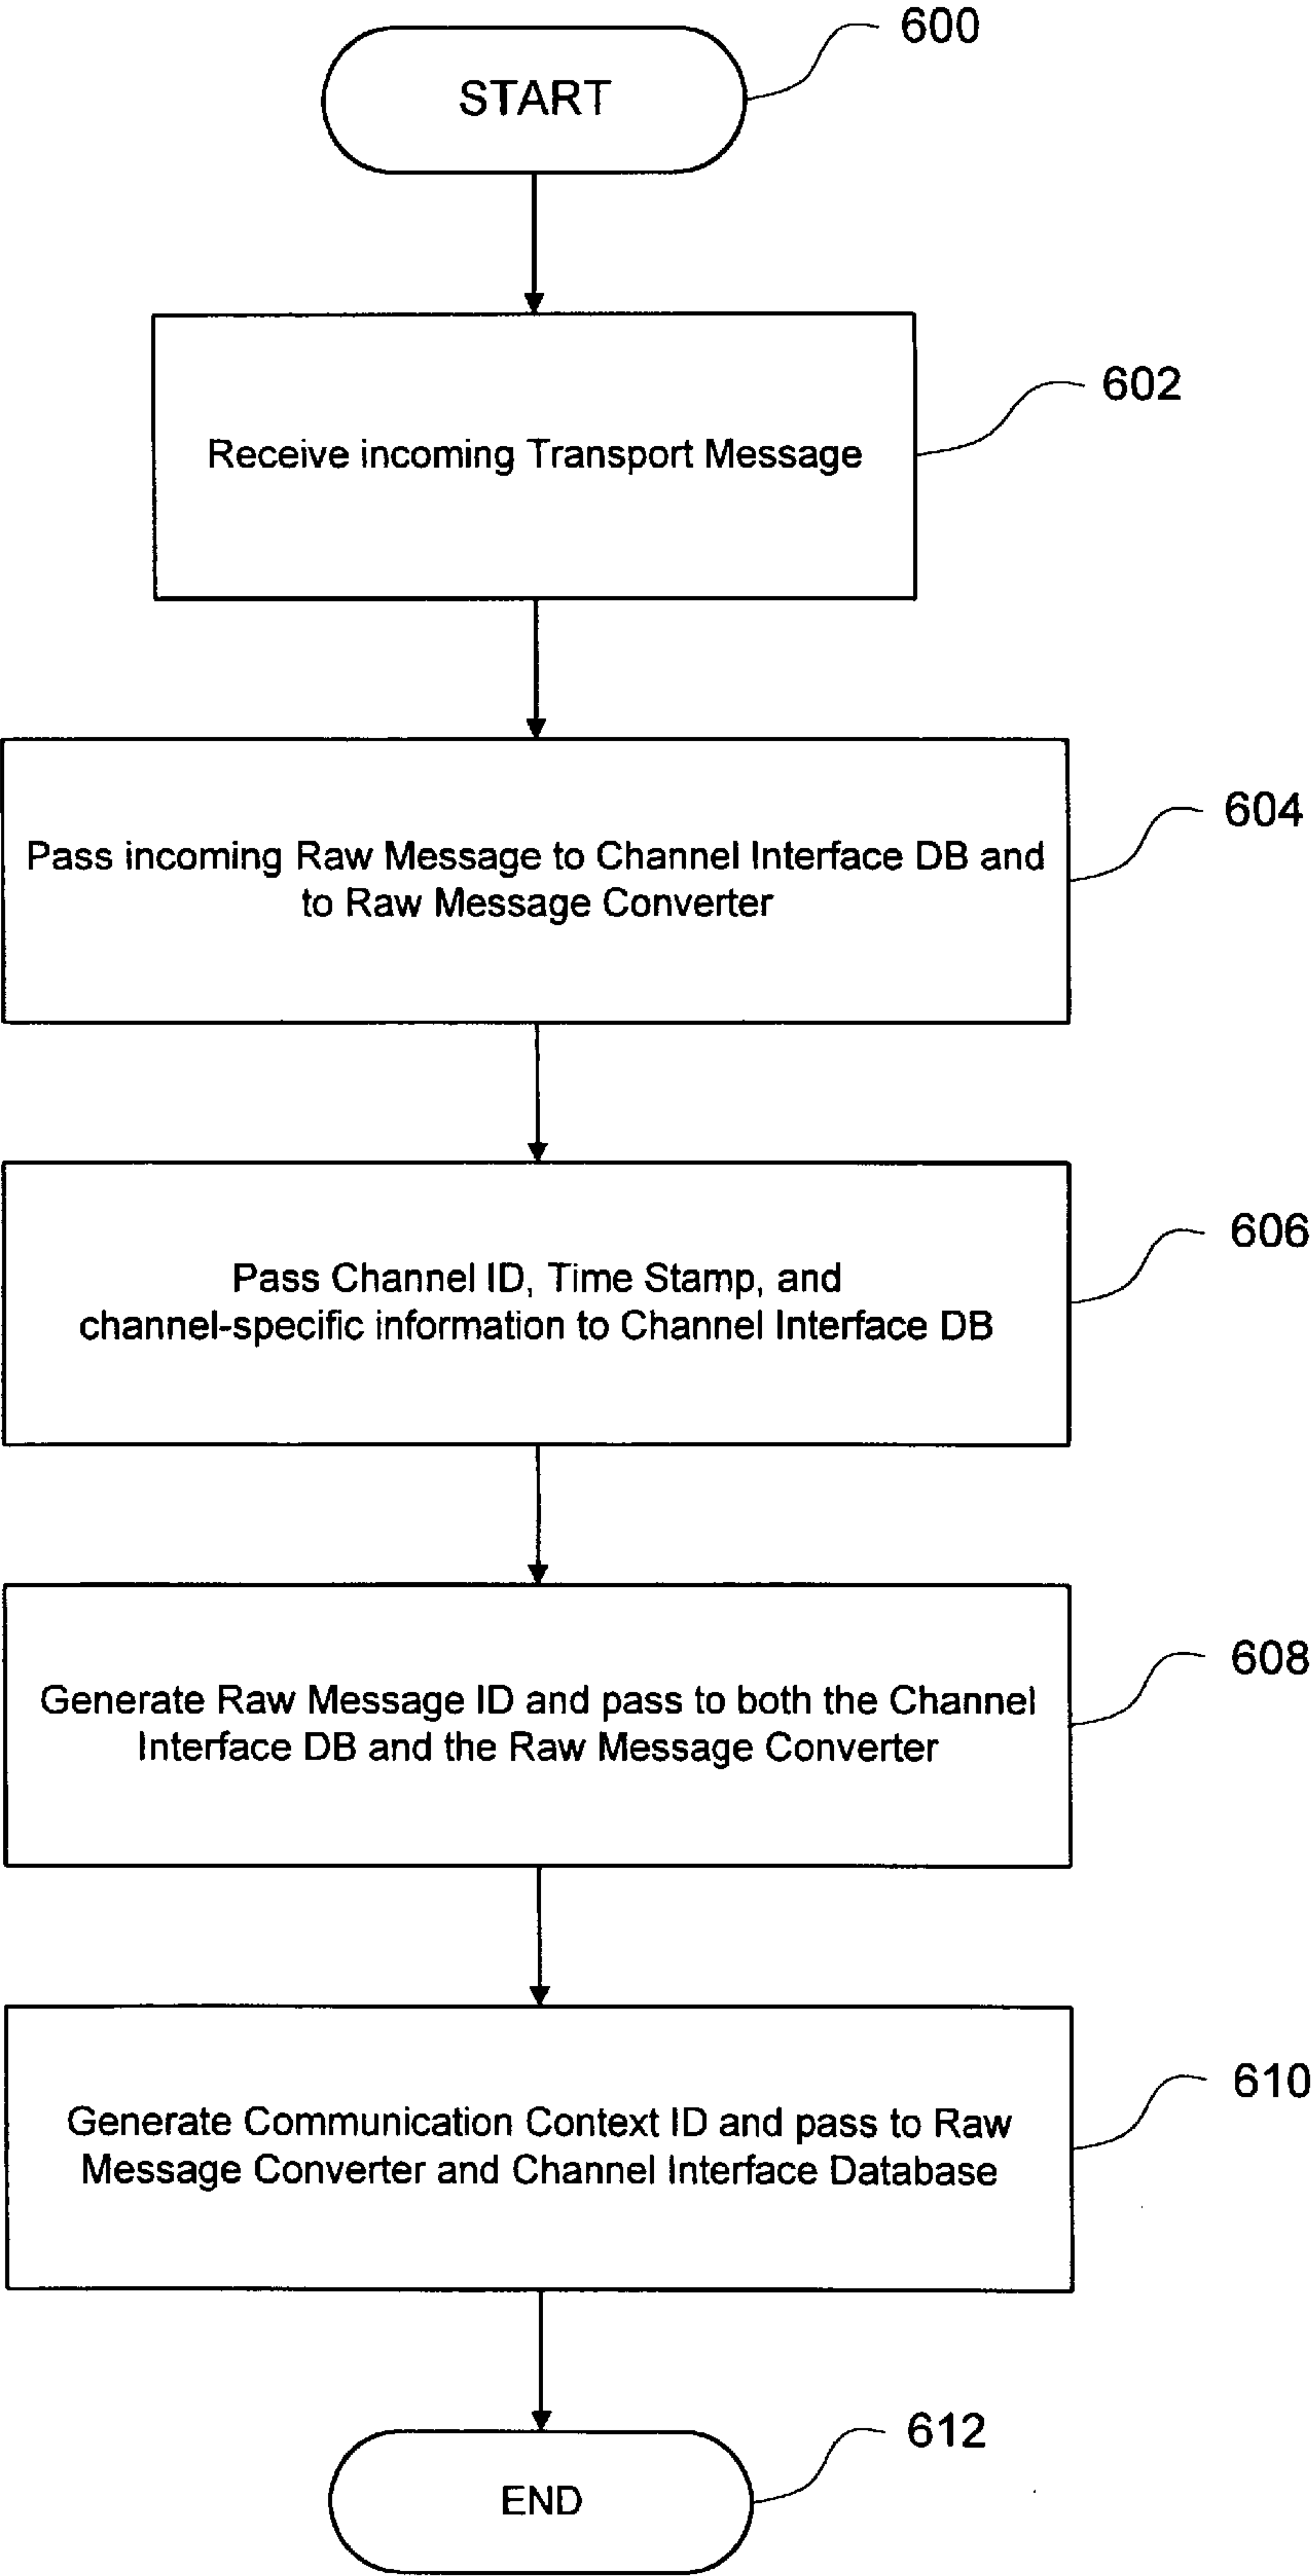 START
600
Receive incoming Transport Message
602
Pass incoming Raw Message to Channel Interface DB and
to Raw Message Converter
604
Pass Channel ID, Time Stamp, and
channel-specific information to Channel Interface DB
606
Generate Raw Message ID and pass to both the Channel
Interface DB and the Raw Message Converter
608
Generate Communication Context ID and pass to Raw
Message Converter and Channel Interface Database
610
END
612